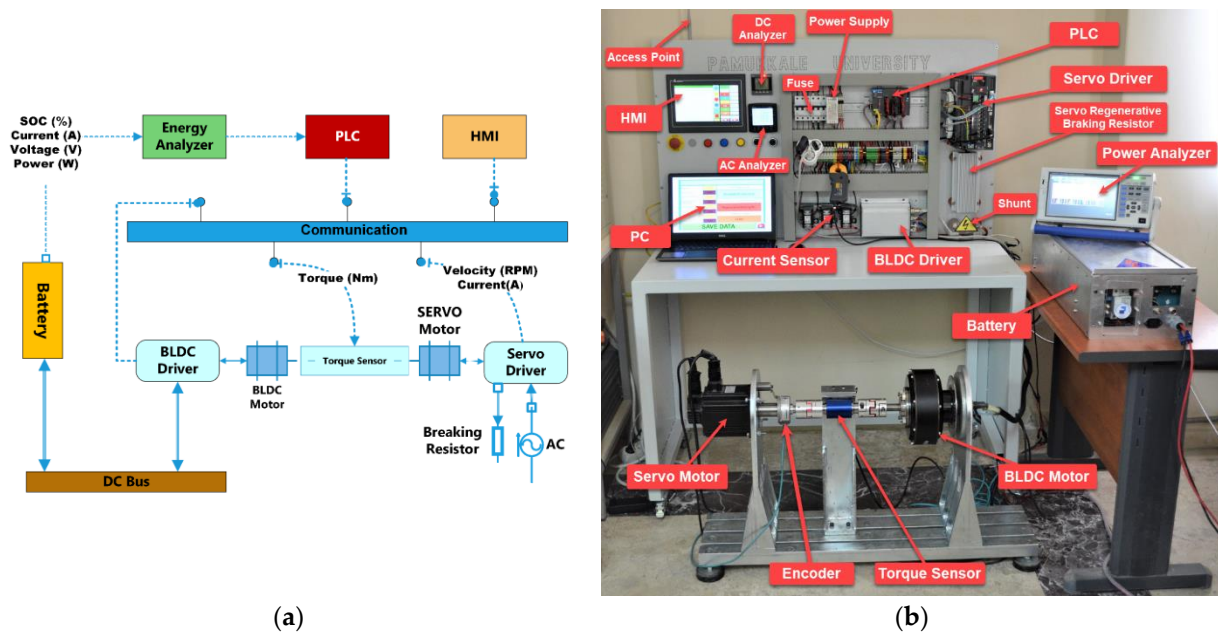 SOC (%)
Current (A)
Voltage (V)
Power (W)
Energy
Analyzer
PLC
HMI
Communication
Torque (Nm)
Velocity (RPM)
Current(A)
Battery
SERVO
Motor
BLDC
Driver
Torque Sensor
Servo
Driver
BLDC
Motor
Breaking
Resistor
AC
DC Bus
(a)
DC
Analyzer
Power Supply
PLC
Access Point
PAMUKKALE UNIVERSITY
Fuse
Servo Driver
HMI
Servo Regenerative
Braking Resistor
AC Analyzer
Power Analyzer
PC
SAVE DATA
Shunt
Current Sensor
BLDC Driver
Battery
Servo Motor
BLDC Motor
Encoder
Torque Sensor
(b)